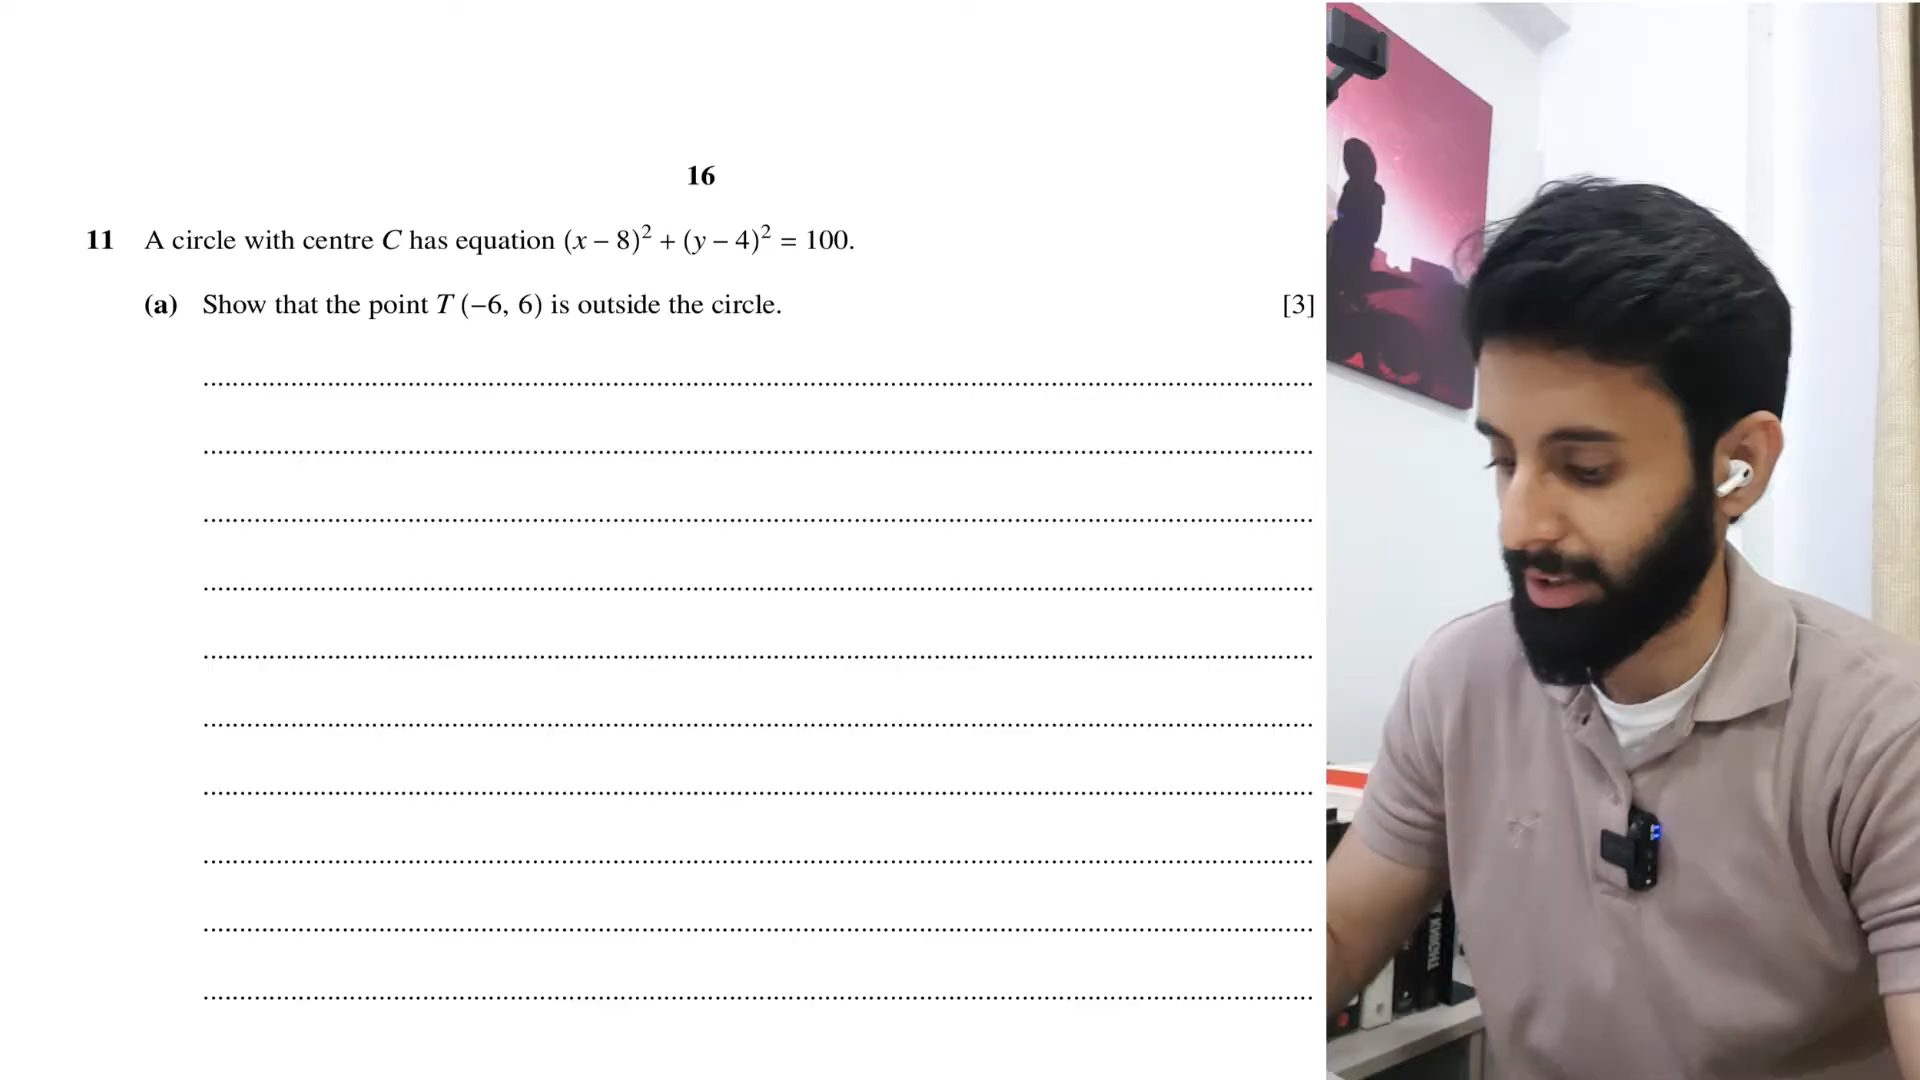 16
11 A circle with centre C has equation (x – 8)² + (y – 4)² = 100.
(a) Show that the point T (–6, 6) is outside the circle. [3]